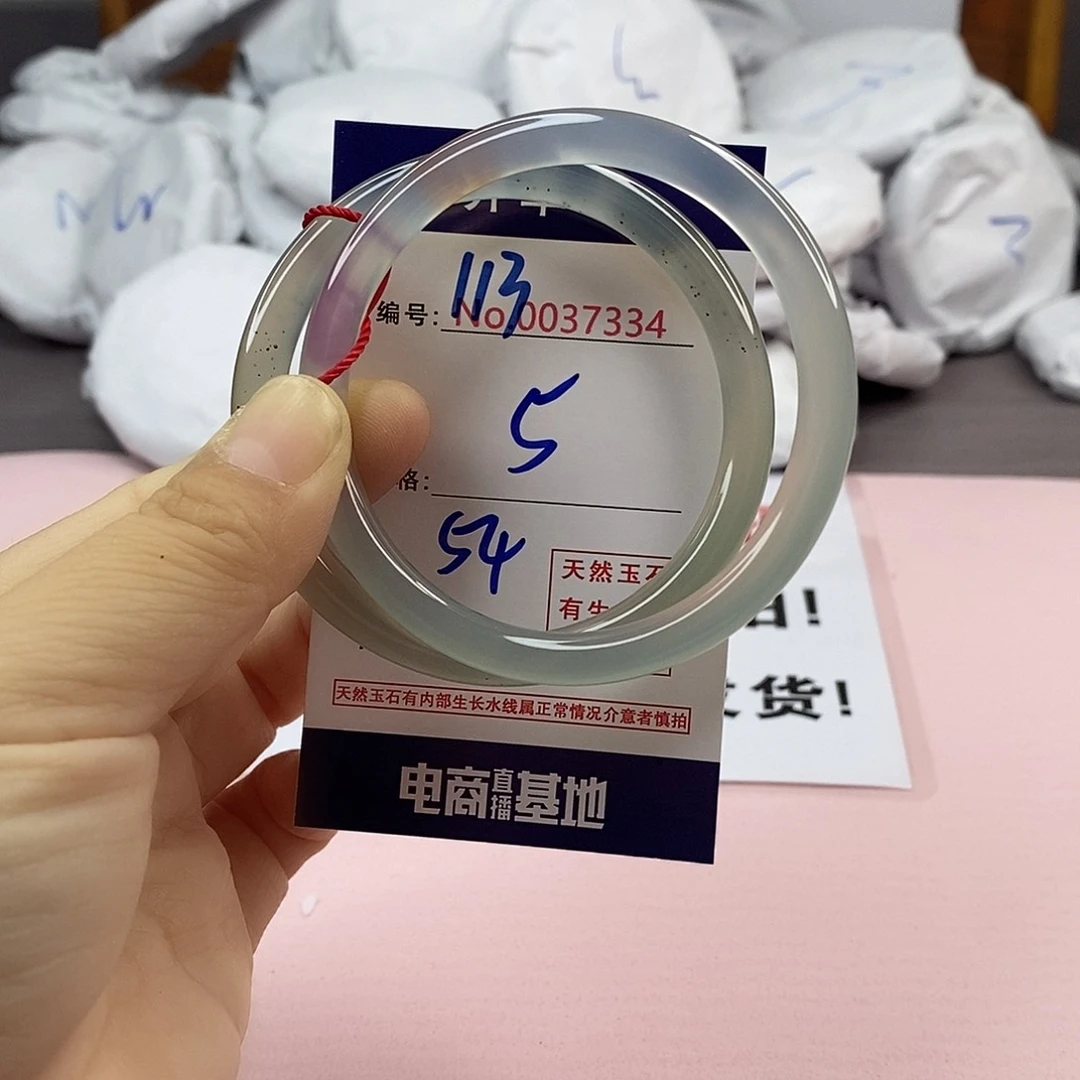 113
编号: No.0037334
5
格:
54
天然玉石
有生
天然玉石有内部生长水线属正常情况介意者慎拍
发货!
电商直播基地